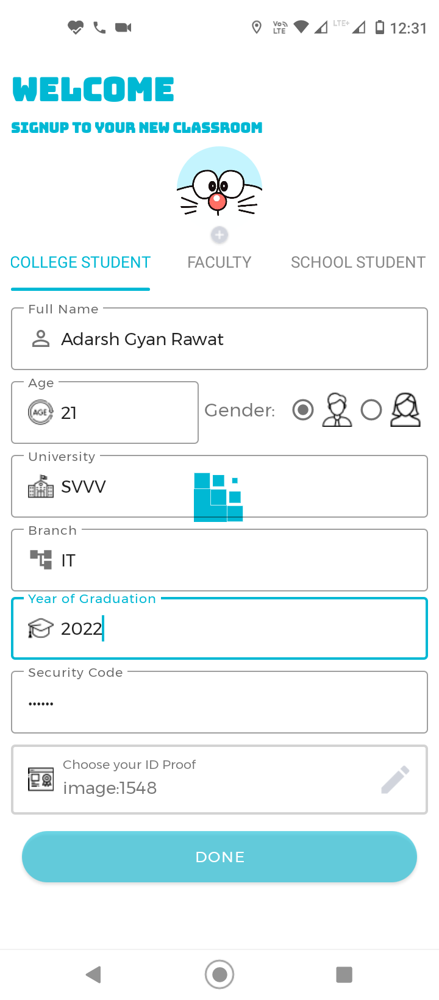 Vo LTE LTE+ 12:31
WELCOME
SIGNUP TO YOUR NEW CLASSROOM
COLLEGE STUDENT FACULTY SCHOOL STUDENT
Full Name
Adarsh Gyan Rawat
Age
AGE 21 Gender:
University
SVVV
Branch
IT
Year of Graduation
2022
Security Code
••••••
Choose your ID Proof
image:1548
DONE